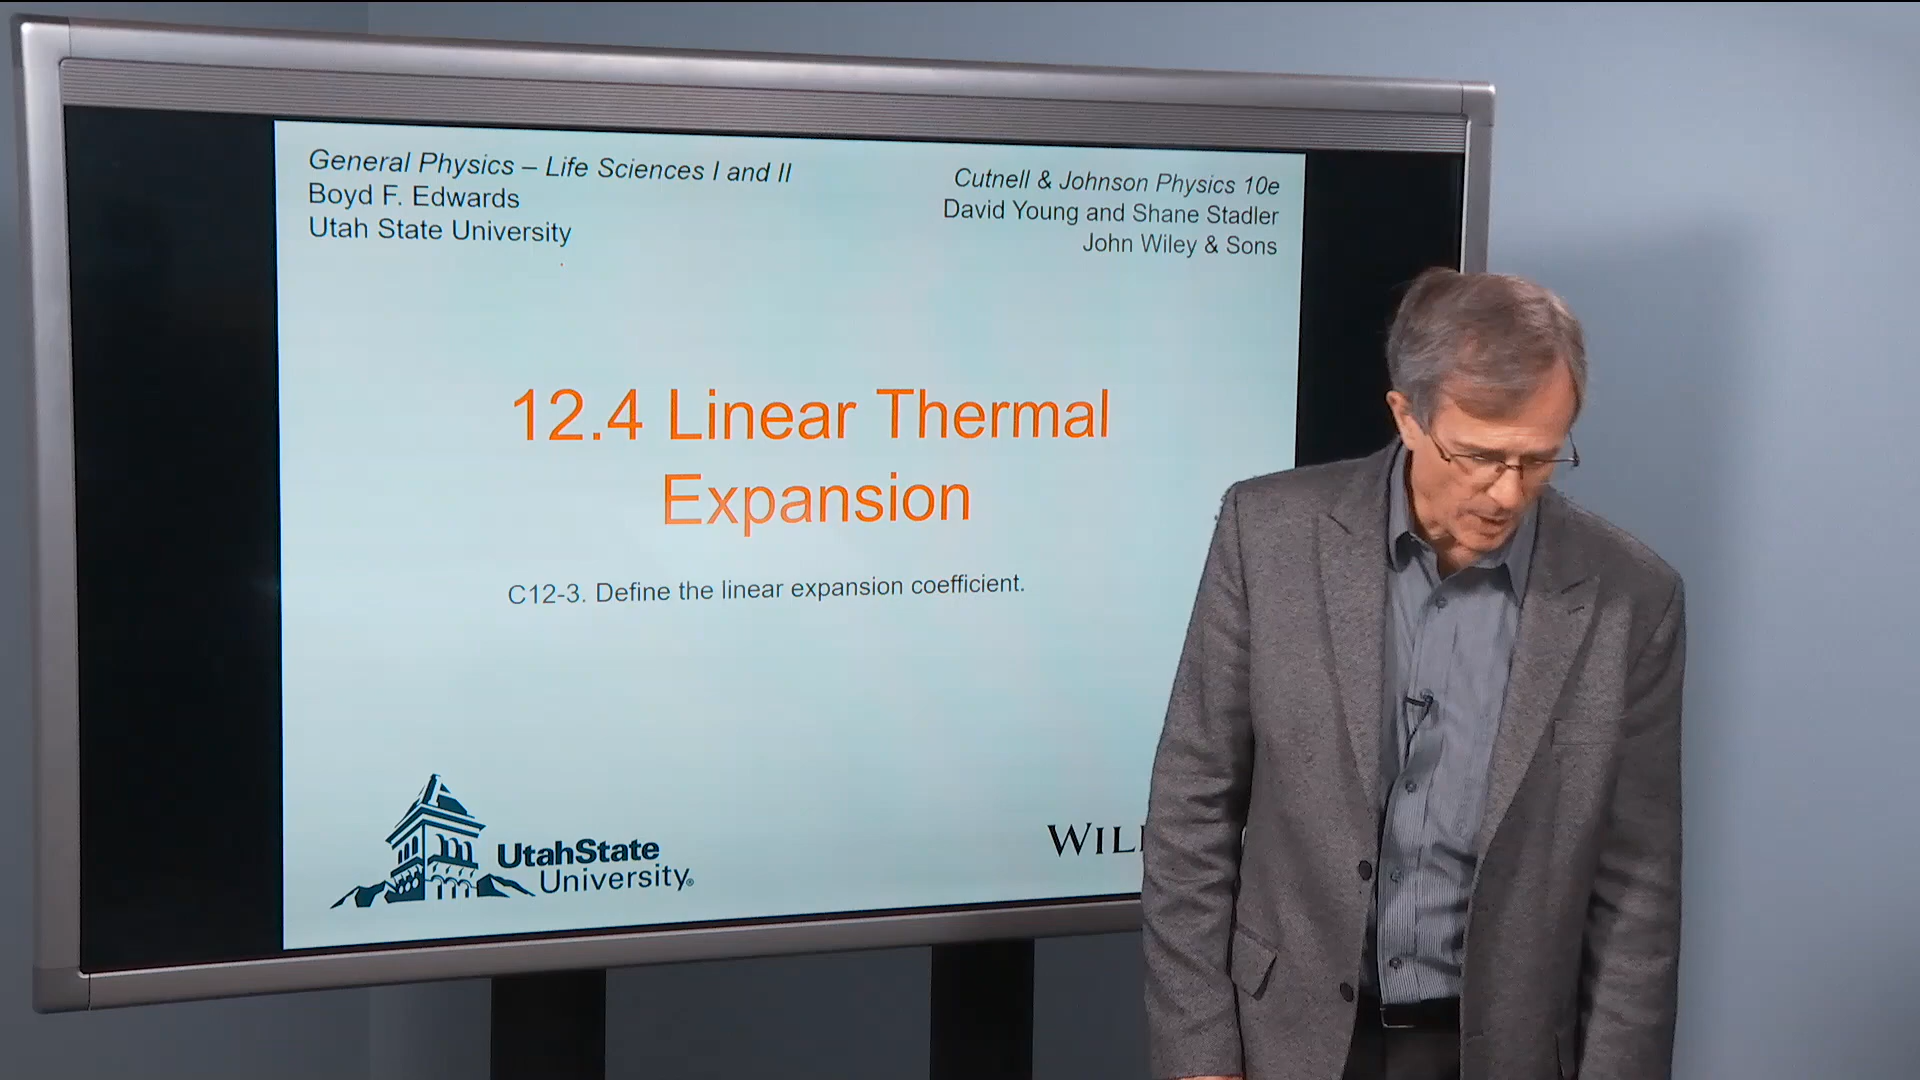 General Physics – Life Sciences I and II
Boyd F. Edwards
Utah State University
Cutnell & Johnson Physics 10e
David Young and Shane Stadler
John Wiley & Sons
12.4 Linear Thermal
Expansion
C12-3. Define the linear expansion coefficient.
UtahState
University®
WIL